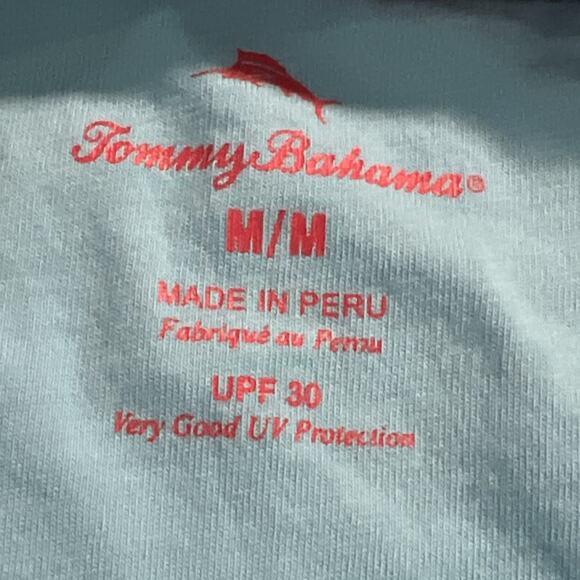 Tommy Bahama®
M/M
MADE IN PERU
Fabriqué au Perou
UPF 30
Very Good UV Protection